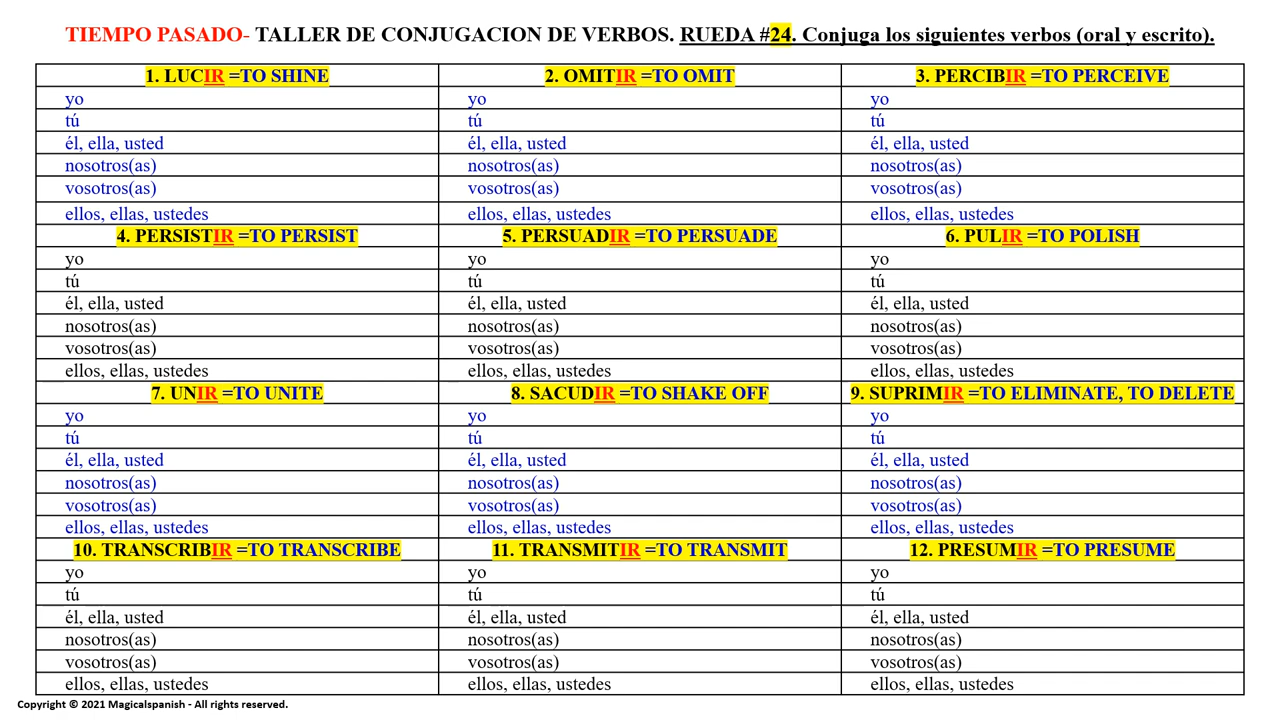 TIEMPO PASADO- TALLER DE CONJUGACION DE VERBOS. RUEDA #24. Conjuga los siguientes verbos (oral y escrito).
1. LUCIR =TO SHINE
yo
tú
él, ella, usted
nosotros(as)
vosotros(as)
ellos, ellas, ustedes
2. OMITIR =TO OMIT
yo
tú
él, ella, usted
nosotros(as)
vosotros(as)
ellos, ellas, ustedes
3. PERCIBIR =TO PERCEIVE
yo
tú
él, ella, usted
nosotros(as)
vosotros(as)
ellos, ellas, ustedes
4. PERSISTIR =TO PERSIST
yo
tú
él, ella, usted
nosotros(as)
vosotros(as)
ellos, ellas, ustedes
5. PERSUADIR =TO PERSUADE
yo
tú
él, ella, usted
nosotros(as)
vosotros(as)
ellos, ellas, ustedes
6. PULIR =TO POLISH
yo
tú
él, ella, usted
nosotros(as)
vosotros(as)
ellos, ellas, ustedes
7. UNIR =TO UNITE
yo
tú
él, ella, usted
nosotros(as)
vosotros(as)
ellos, ellas, ustedes
8. SACUDIR =TO SHAKE OFF
yo
tú
él, ella, usted
nosotros(as)
vosotros(as)
ellos, ellas, ustedes
9. SUPRIMIR =TO ELIMINATE, TO DELETE
yo
tú
él, ella, usted
nosotros(as)
vosotros(as)
ellos, ellas, ustedes
10. TRANSCRIBIR =TO TRANSCRIBE
yo
tú
él, ella, usted
nosotros(as)
vosotros(as)
ellos, ellas, ustedes
11. TRANSMITIR =TO TRANSMIT
yo
tú
él, ella, usted
nosotros(as)
vosotros(as)
ellos, ellas, ustedes
12. PRESUMIR =TO PRESUME
yo
tú
él, ella, usted
nosotros(as)
vosotros(as)
ellos, ellas, ustedes
Copyright © 2021 Magicalspanish - All rights reserved.